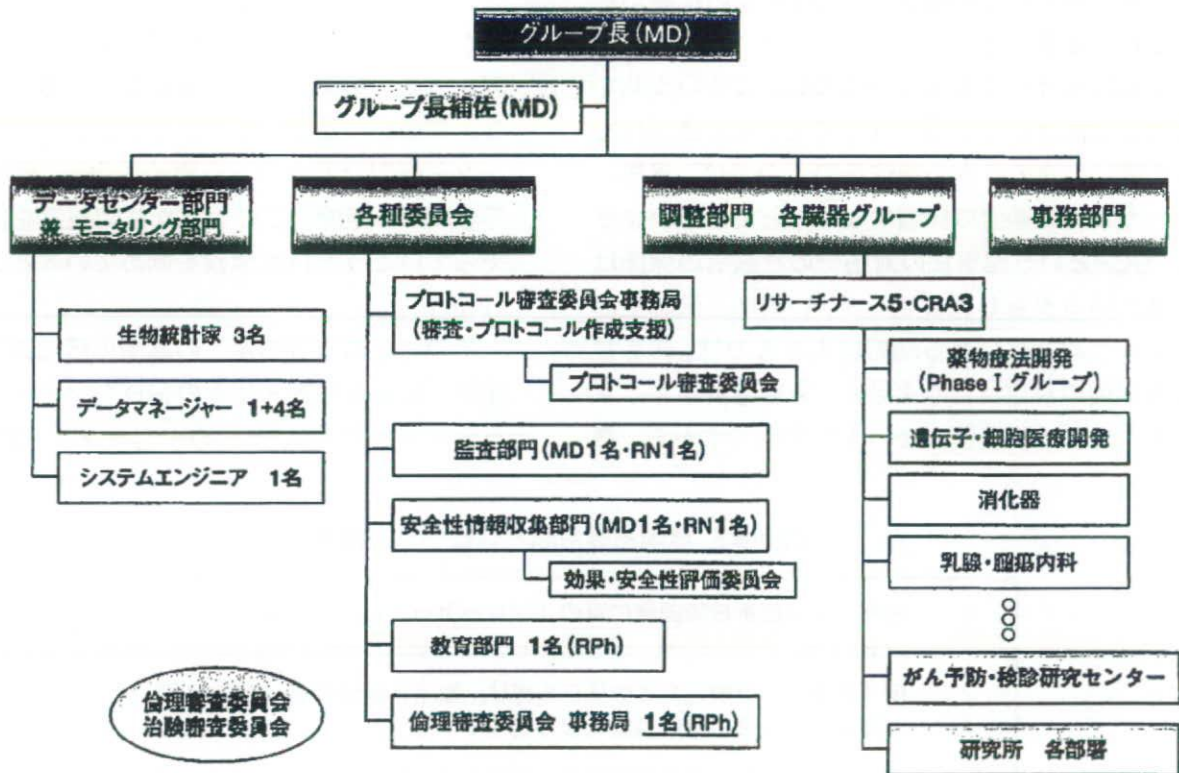 グループ長(MD)
グループ長補佐(MD)
データセンター部門
兼 モニタリング部門
各種委員会
調整部門 各臓器グループ
事務部門
生物統計家 3名
データマネージャー 1+4名
システムエンジニア 1名
プロトコール審査委員会事務局
(審査・プロトコール作成支援)
プロトコール審査委員会
監査部門(MD1名・RN1名)
安全性情報収集部門(MD1名・RN1名)
効果・安全性評価委員会
教育部門 1名(RPh)
倫理審査委員会 事務局 1名(RPh)
リサーチナース5・CRA3
薬物療法開発
(Phase I グループ)
遺伝子・細胞医療開発
消化器
乳腺・腫瘍内科
がん予防・検診研究センター
研究所 各部署
倫理審査委員会
治験審査委員会